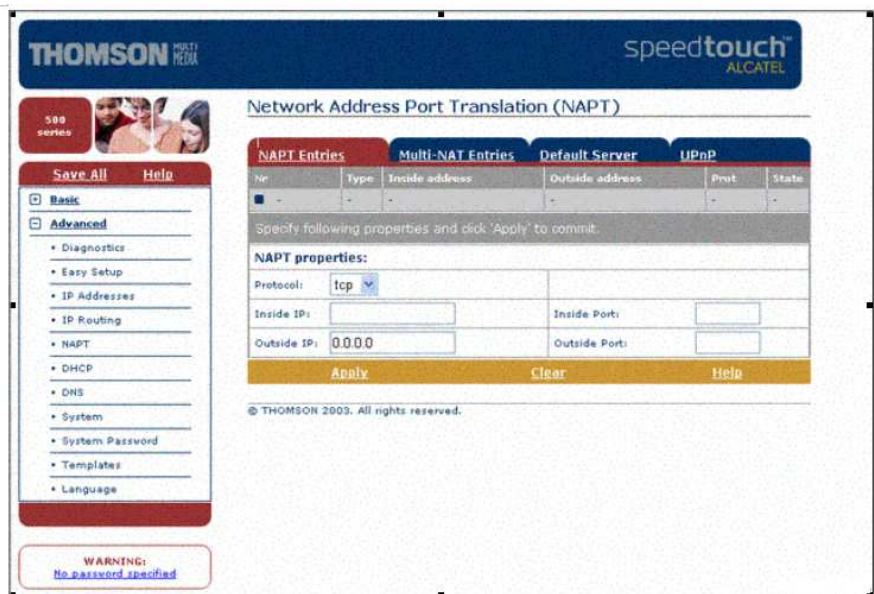 THOMSON MULTI MEDIA
speedtouch™
ALCATEL
500 series
Network Address Port Translation (NAPT)
NAPT Entries Multi-NAT Entries Default Server UPnP
Save All Help
Nr Type Inside address Outside address Prot State
- - - - - -
Basic
Advanced
Specify following properties and click 'Apply' to commit.
Diagnostics
NAPT properties:
Easy Setup
Protocol: tcp
IP Addresses
Inside IP: Inside Port:
IP Routing
Outside IP: 0.0.0.0 Outside Port:
NAPT
Apply Clear Help
DHCP
DNS
© THOMSON 2003. All rights reserved.
System
System Password
Templates
Language
WARNING:
No password specified